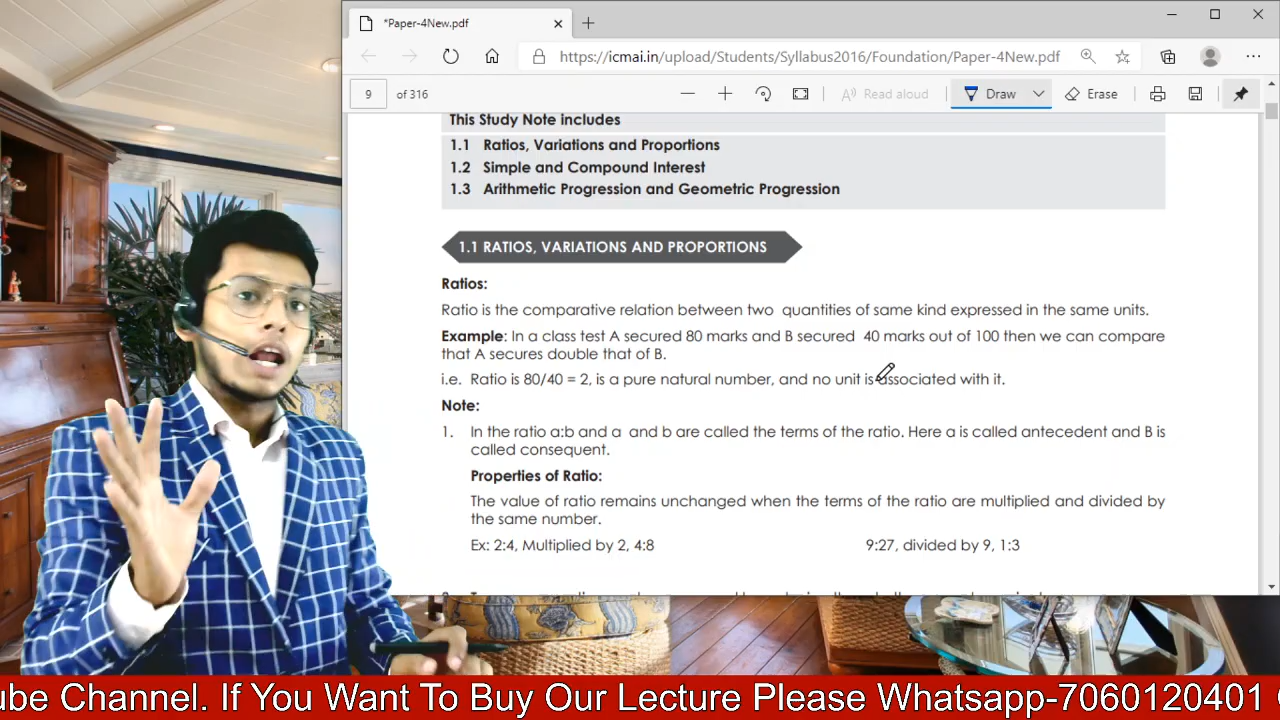 *Paper-4New.pdf
https://icmai.in/upload/Students/Syllabus2016/Foundation/Paper-4New.pdf
9 of 316
Read aloud
Draw
Erase
This Study Note includes
1.1 Ratios, Variations and Proportions
1.2 Simple and Compound Interest
1.3 Arithmetic Progression and Geometric Progression
1.1 RATIOS, VARIATIONS AND PROPORTIONS
Ratios:
Ratio is the comparative relation between two quantities of same kind expressed in the same units.
Example: In a class test A secured 80 marks and B secured 40 marks out of 100 then we can compare
that A secures double that of B.
i.e. Ratio is 80/40 = 2, is a pure natural number, and no unit is associated with it.
Note:
1. In the ratio a:b and a and b are called the terms of the ratio. Here a is called antecedent and B is
called consequent.
Properties of Ratio:
The value of ratio remains unchanged when the terms of the ratio are multiplied and divided by
the same number.
Ex: 2:4, Multiplied by 2, 4:8 9:27, divided by 9, 1:3
ube Channel. If You Want To Buy Our Lecture Please Whatsapp-7060120401